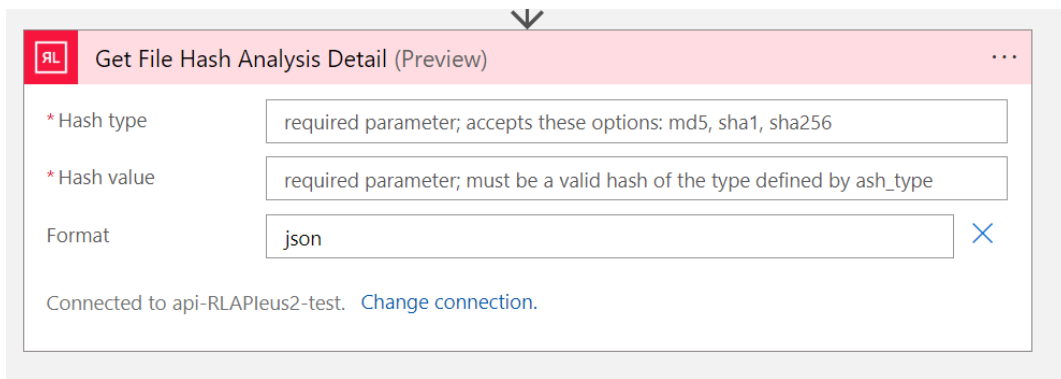 ЯL Get File Hash Analysis Detail (Preview) ...
* Hash type required parameter; accepts these options: md5, sha1, sha256
* Hash value required parameter; must be a valid hash of the type defined by ash_type
Format json
Connected to api-RLAPIeus2-test. Change connection.